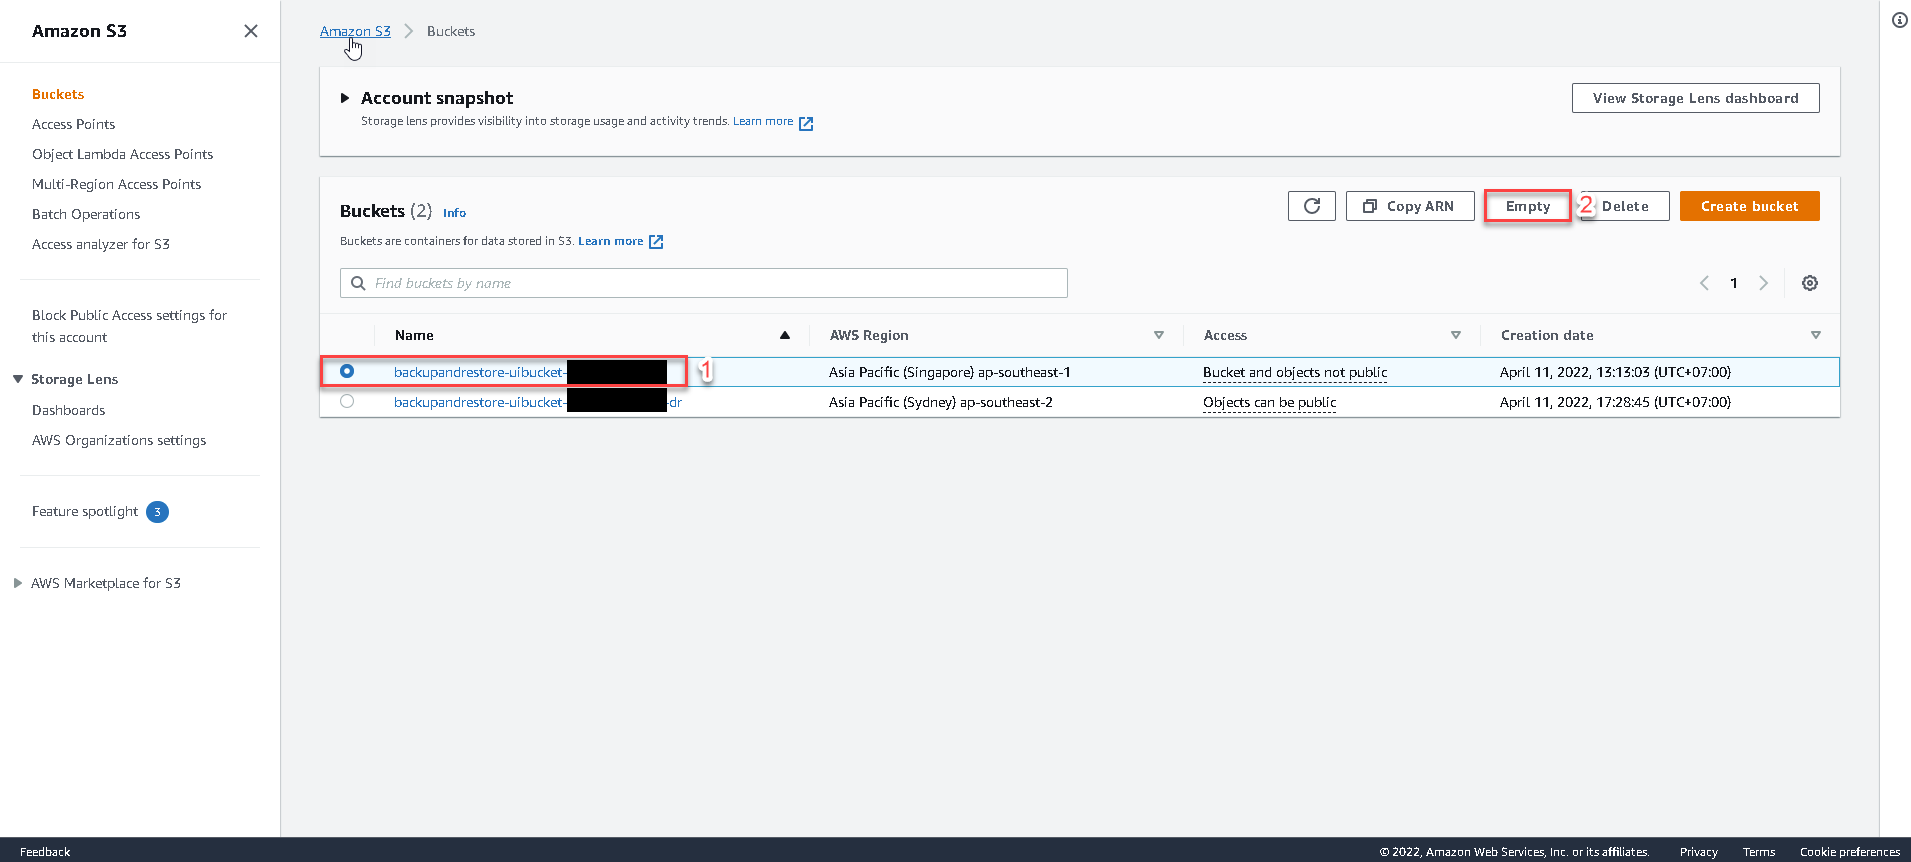 Amazon S3
Buckets
Access Points
Object Lambda Access Points
Multi-Region Access Points
Batch Operations
Access analyzer for S3
Block Public Access settings for
this account
Storage Lens
Dashboards
AWS Organizations settings
Feature spotlight 3
AWS Marketplace for S3
Amazon S3 Buckets
Account snapshot
View Storage Lens dashboard
Storage lens provides visibility into storage usage and activity trends. Learn more
Buckets (2) Info
Copy ARN Empty 2 Delete Create bucket
Buckets are containers for data stored in S3. Learn more
Find buckets by name
1
Name AWS Region Access Creation date
backupandrestore-uibucket- 1 Asia Pacific (Singapore) ap-southeast-1 Bucket and objects not public April 11, 2022, 13:13:03 (UTC+07:00)
backupandrestore-uibucket- -dr Asia Pacific (Sydney) ap-southeast-2 Objects can be public April 11, 2022, 17:28:45 (UTC+07:00)
Feedback © 2022, Amazon Web Services, Inc. or its affiliates. Privacy Terms Cookie preferences